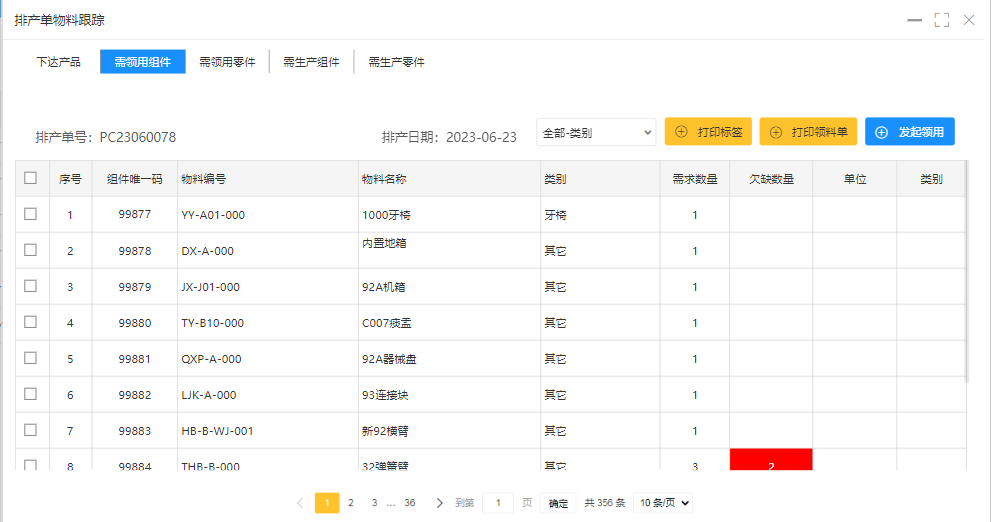 排产单物料跟踪
下达产品 需领用组件 需领用零件 需生产组件 需生产零件
排产单号: PC23060078 排产日期: 2023-06-23 全部-类别 打印标签 打印领料单 发起领用
序号 组件唯一码 物料编号 物料名称 类别 需求数量 欠缺数量 单位 类别
1 99877 YY-A01-000 1000牙椅 牙椅 1
2 99878 DX-A-000 内置地箱 其它 1
3 99879 JX-J01-000 92A机箱 其它 1
4 99880 TY-B10-000 C007痰盂 其它 1
5 99881 QXP-A-000 92A器械盘 其它 1
6 99882 LJK-A-000 93连接块 其它 1
7 99883 HB-B-WJ-001 新92横臂 其它 1
8 99884 THB-B-000 32弹簧臂 其它 3 2
1 2 3 ... 36 到第 1 页 确定 共 356 条 10 条/页